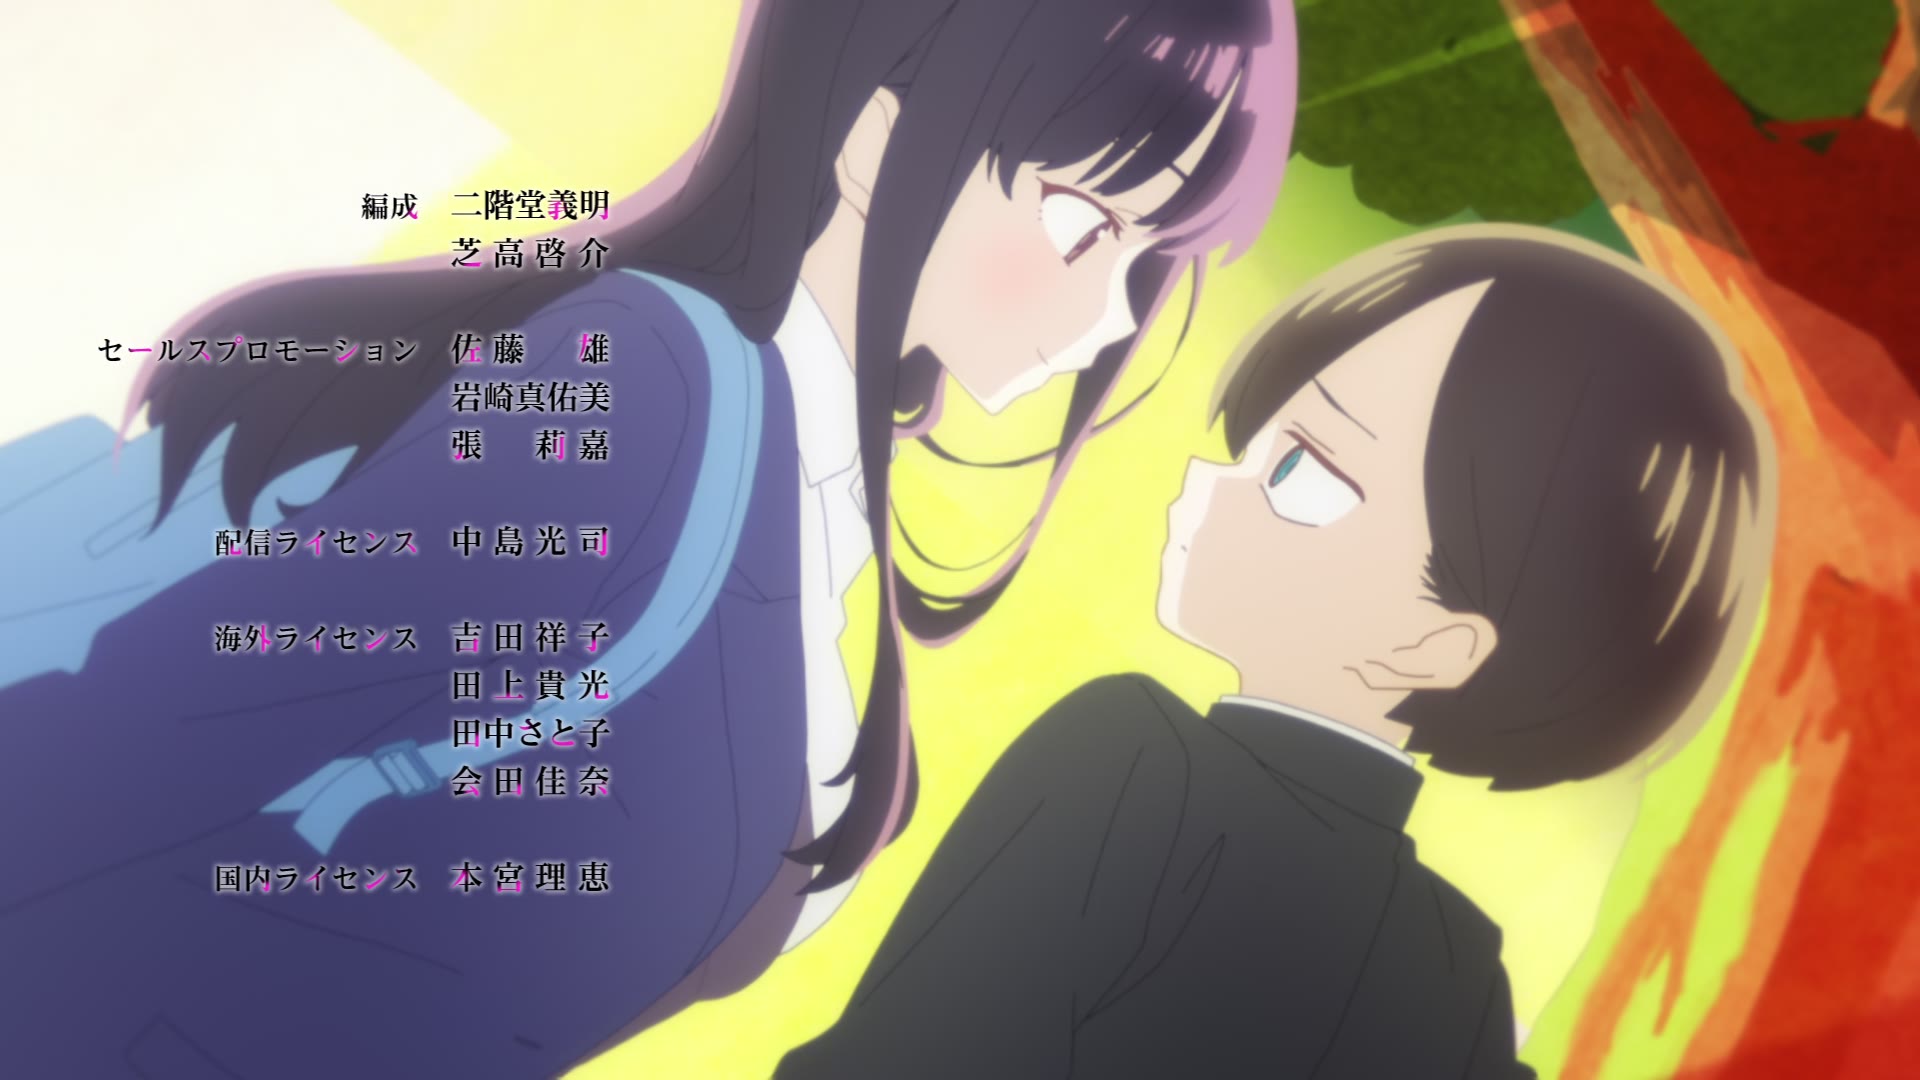 編成 二階堂義明
芝高啓介
セールスプロモーション 佐藤 雄
岩崎真佑美
張 莉嘉
配信ライセンス 中島光司
海外ライセンス 吉田祥子
田上貴光
田中さと子
会田佳奈
国内ライセンス 本宮理恵